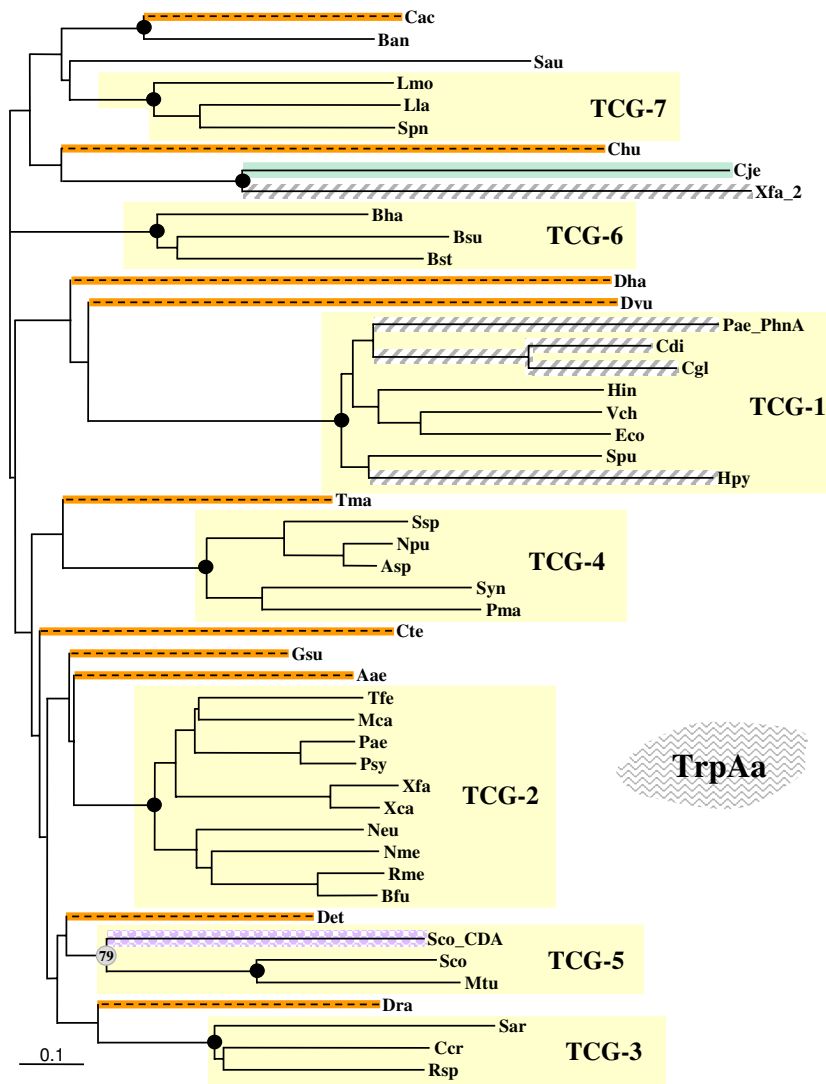 Cac
Ban
Sau
Lmo
Lla
TCG-7
Spn
Chu
Cje
Xfa_2
Bha
Bsu
TCG-6
Bst
Dha
Dvu
Pae_PhnA
Cdi
Cgl
Hin
TCG-1
Vch
Eco
Spu
Hpy
Tma
Ssp
Npu
TCG-4
Asp
Syn
Pma
Cte
Gsu
Aae
Tfe
Mca
Pae
Psy
TrpAa
Xfa
TCG-2
Xca
Neu
Nme
Rme
Bfu
Det
Sco_CDA
79
Sco
TCG-5
Mtu
Dra
Sar
Ccr
TCG-3
Rsp
0.1